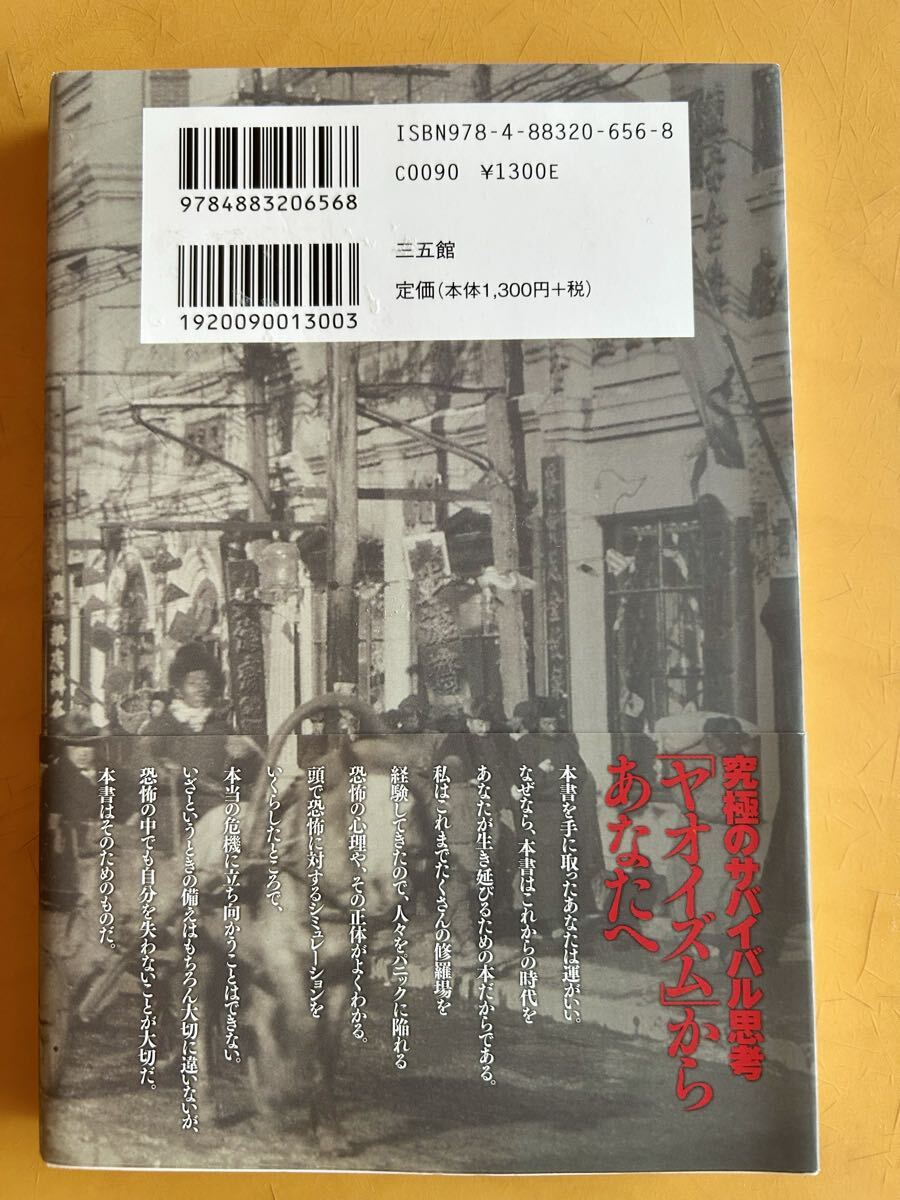 ISBN978-4-88320-656-8
C0090 ¥1300E
9784883206568
三五館
定価(本体1,300円+税)
1920090013003
究極のサバイバル思考
「ヤオイズム」から
あなたへ
本書を手に取ったあなたは運がいい。
なぜなら、本書はこれからの時代を
あなたが生き延びるための本だからである。
私はこれまでたくさんの修羅場を
経験してきたので、人々をパニックに陥れる
恐怖の心理や、その正体がよくわかる。
頭で恐怖に対するシミュレーションを
いくらしたところで、
本当の危機に立ち向かうことはできない。
いざというときの備えはもちろん大切に違いないが、
恐怖の中でも自分を失わないことが大切だ。
本書はそのためのものだ。